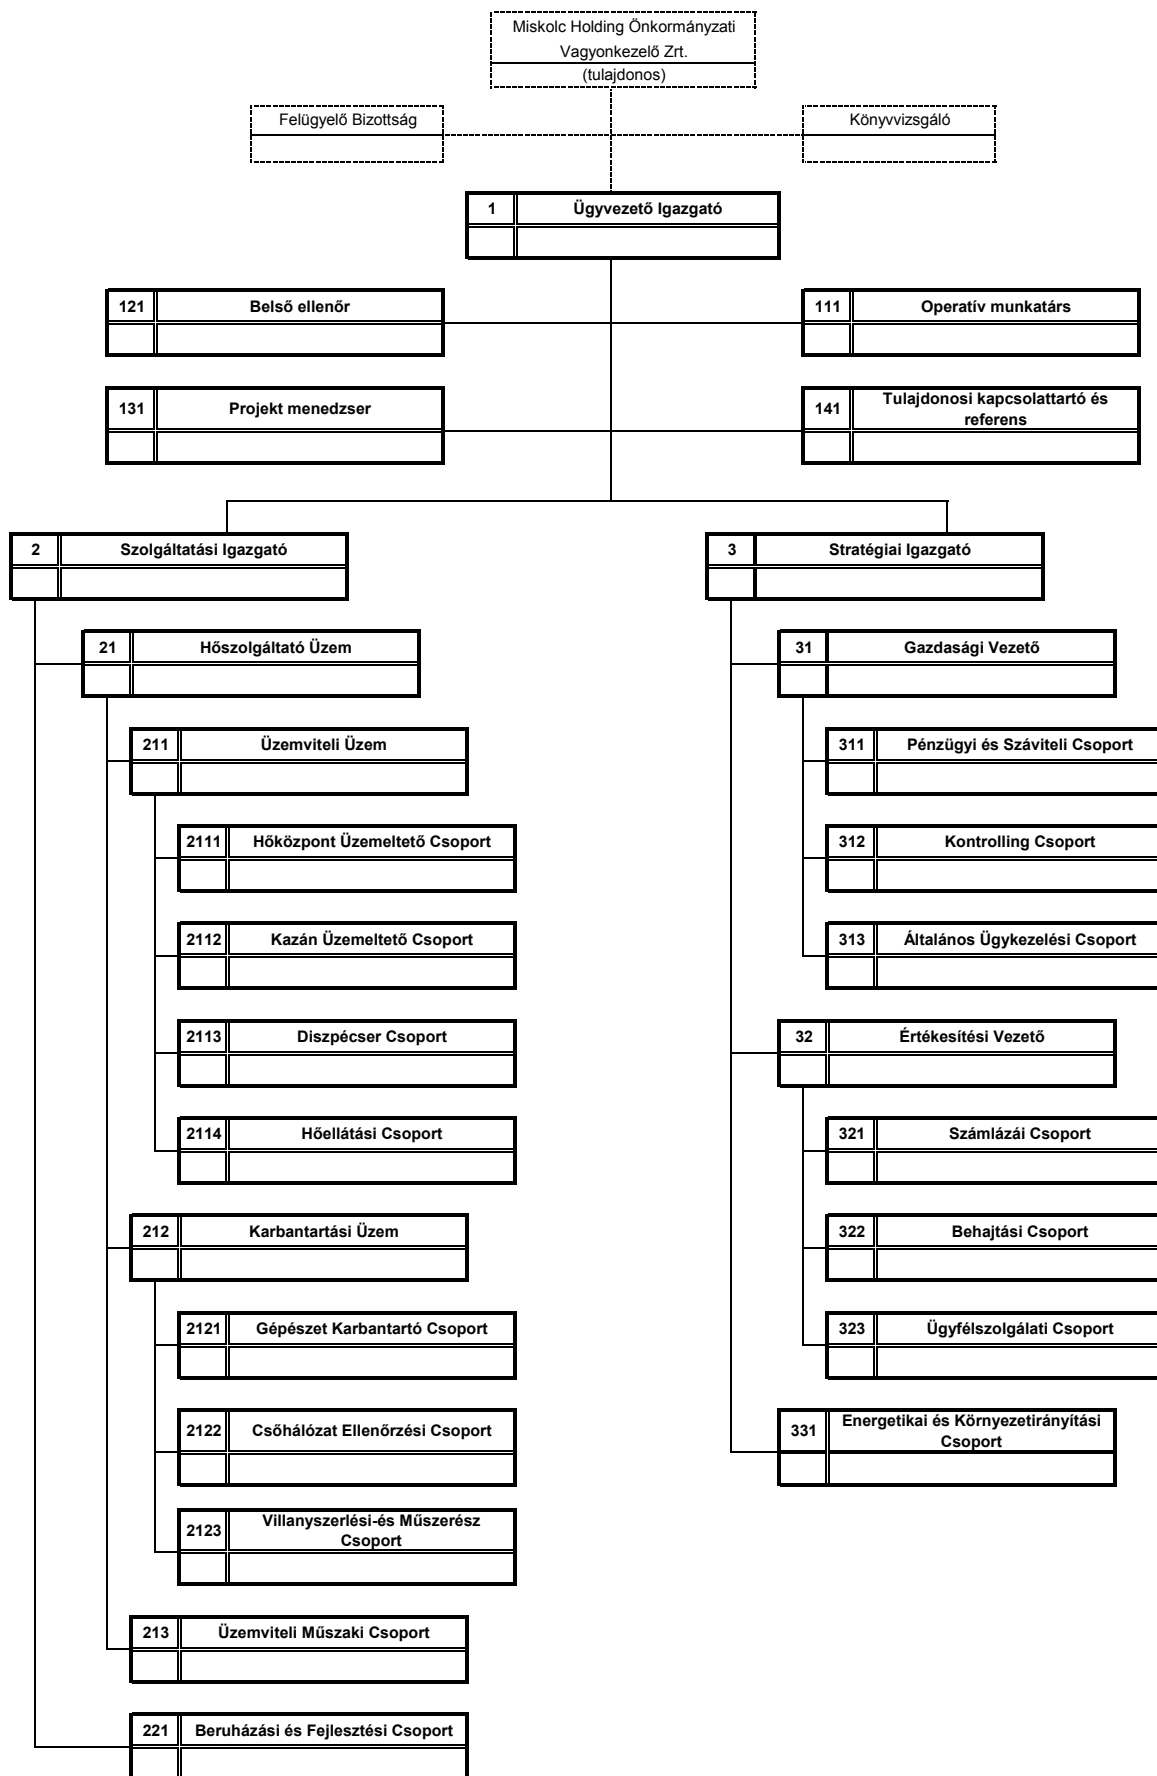 Miskolc Holding Önkormányzati
Vagyonkezelő Zrt.
(tulajdonos)
Felügyelő Bizottság
Könyvvizsgáló
1 Ügyvezető Igazgató
121 Belső ellenőr
111 Operatív munkatárs
131 Projekt menedzser
141 Tulajdonosi kapcsolattartó és
referens
2 Szolgáltatási Igazgató
3 Stratégiai Igazgató
21 Hőszolgáltató Üzem
31 Gazdasági Vezető
211 Üzemviteli Üzem
311 Pénzügyi és Száviteli Csoport
2111 Hőközpont Üzemeltető Csoport
312 Kontrolling Csoport
2112 Kazán Üzemeltető Csoport
313 Általános Ügykezelési Csoport
2113 Diszpécser Csoport
32 Értékesítési Vezető
2114 Hőellátási Csoport
321 Számlázái Csoport
212 Karbantartási Üzem
322 Behajtási Csoport
2121 Gépészet Karbantartó Csoport
323 Ügyfélszolgálati Csoport
2122 Csőhálózat Ellenőrzési Csoport
331 Energetikai és Környezetirányítási
Csoport
2123 Villanyszerlési-és Műszerész
Csoport
213 Üzemviteli Műszaki Csoport
221 Beruházási és Fejlesztési Csoport